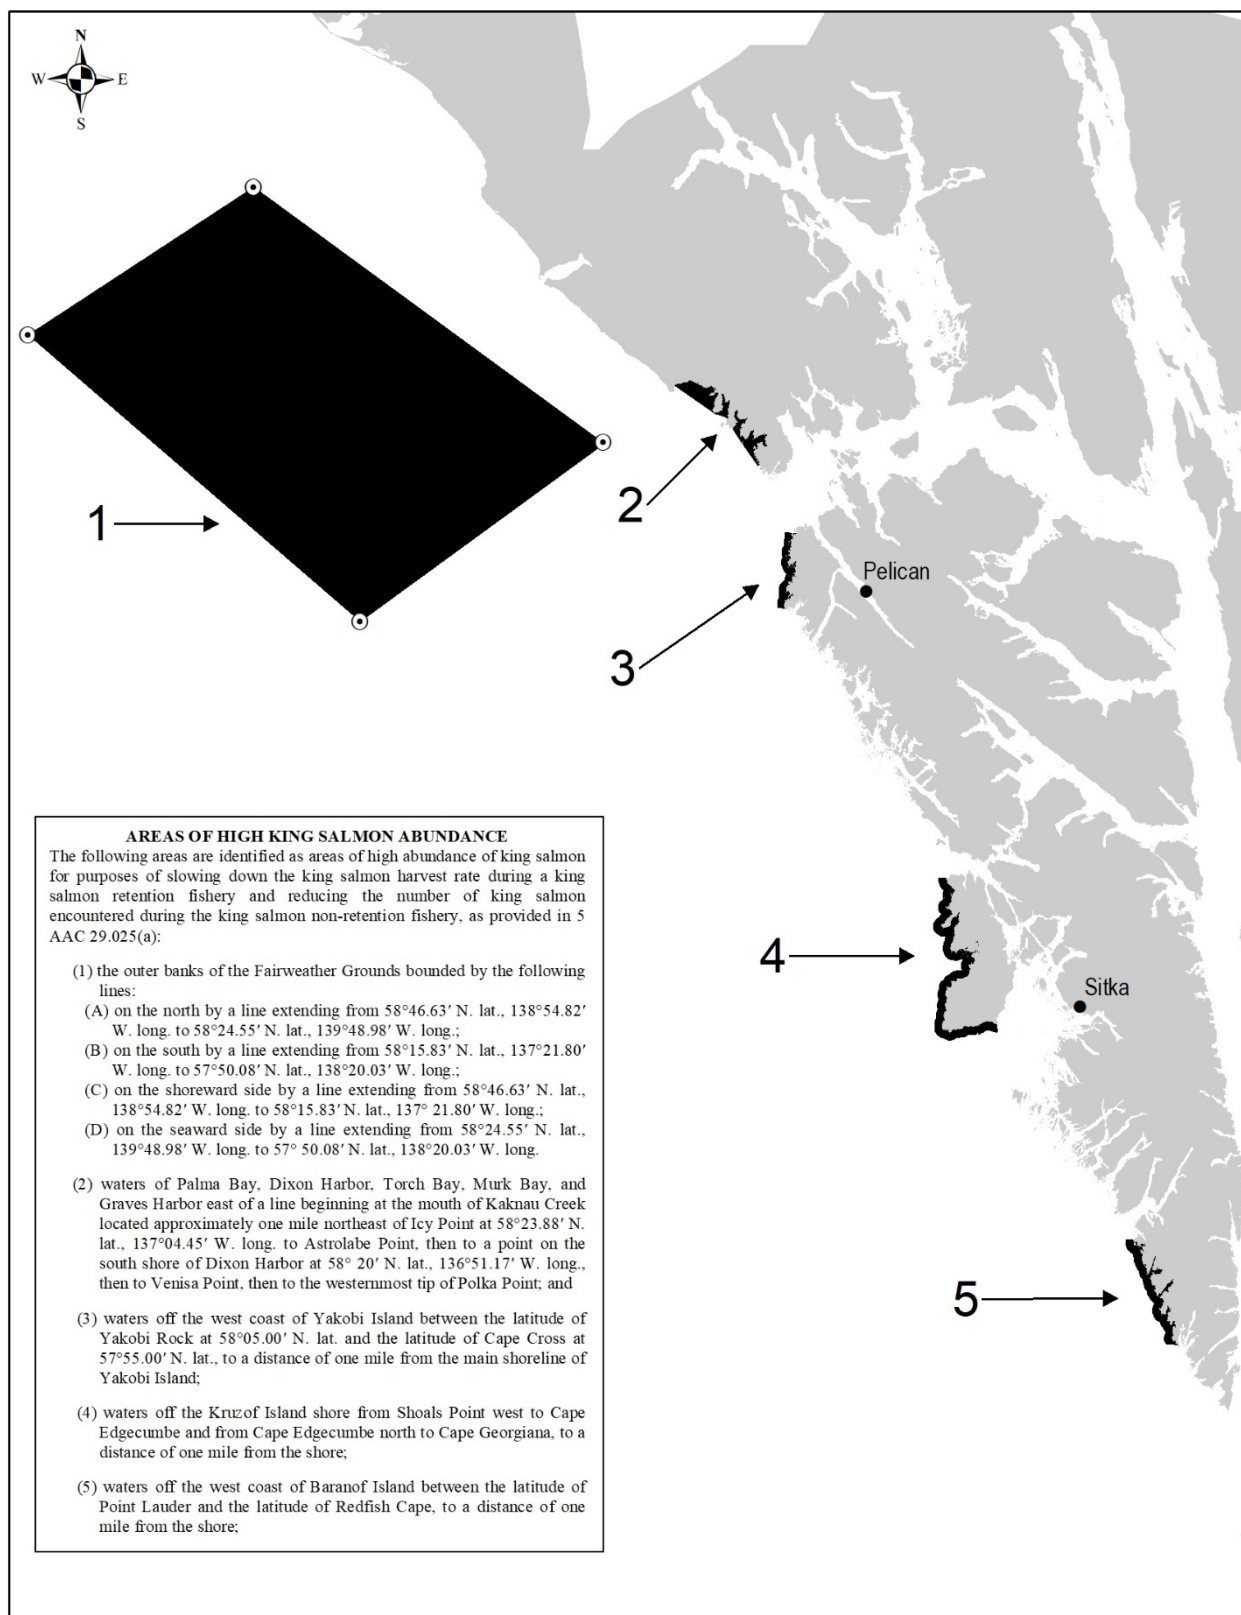 N
W E
S
1
2
Pelican
3
4
Sitka
5
AREAS OF HIGH KING SALMON ABUNDANCE
The following areas are identified as areas of high abundance of king salmon
for purposes of slowing down the king salmon harvest rate during a king
salmon retention fishery and reducing the number of king salmon
encountered during the king salmon non-retention fishery, as provided in 5
AAC 29.025(a):
(1) the outer banks of the Fairweather Grounds bounded by the following
lines:
(A) on the north by a line extending from 58°46.63′ N. lat., 138°54.82′
W. long. to 58°24.55′ N. lat., 139°48.98′ W. long.;
(B) on the south by a line extending from 58°15.83′ N. lat., 137°21.80′
W. long. to 57°50.08′ N. lat., 138°20.03′ W. long.;
(C) on the shoreward side by a line extending from 58°46.63′ N. lat.,
138°54.82′ W. long. to 58°15.83′ N. lat., 137° 21.80′ W. long.;
(D) on the seaward side by a line extending from 58°24.55′ N. lat.,
139°48.98′ W. long. to 57° 50.08′ N. lat., 138°20.03′ W. long.
(2) waters of Palma Bay, Dixon Harbor, Torch Bay, Murk Bay, and
Graves Harbor east of a line beginning at the mouth of Kaknau Creek
located approximately one mile northeast of Icy Point at 58°23.88′ N.
lat., 137°04.45′ W. long. to Astrolabe Point, then to a point on the
south shore of Dixon Harbor at 58° 20′ N. lat., 136°51.17′ W. long.,
then to Venisa Point, then to the westernmost tip of Polka Point; and
(3) waters off the west coast of Yakobi Island between the latitude of
Yakobi Rock at 58°05.00′ N. lat. and the latitude of Cape Cross at
57°55.00′ N. lat., to a distance of one mile from the main shoreline of
Yakobi Island;
(4) waters off the Kruzof Island shore from Shoals Point west to Cape
Edgecumbe and from Cape Edgecumbe north to Cape Georgiana, to a
distance of one mile from the shore;
(5) waters off the west coast of Baranof Island between the latitude of
Point Lauder and the latitude of Redfish Cape, to a distance of one
mile from the shore;